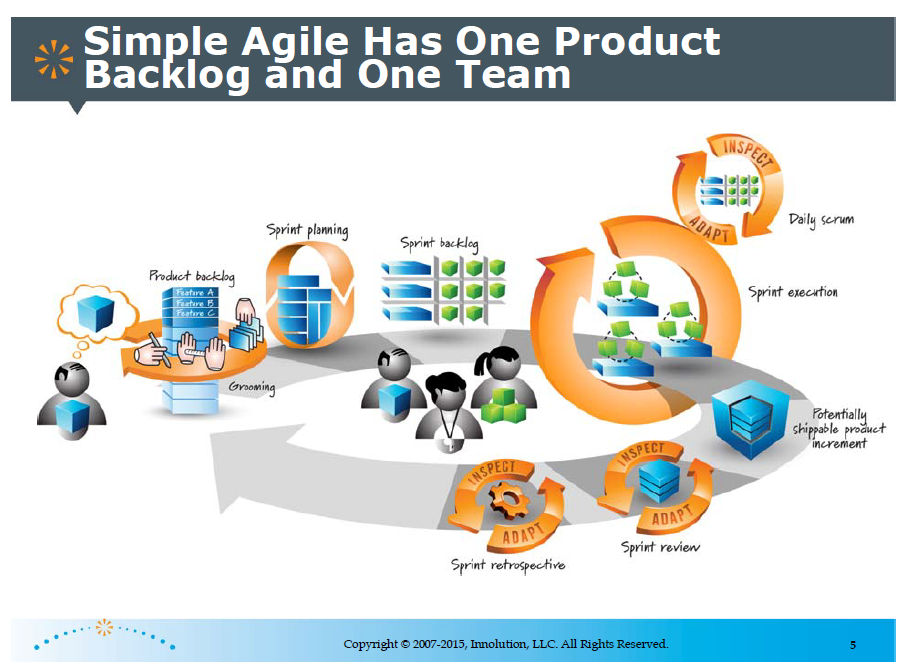 Simple Agile Has One Product
Backlog and One Team
INSPECT
ADAPT
Daily scrum
Sprint planning
Sprint backlog
Product backlog
Feature A
Feature B
Feature C
Grooming
Sprint execution
Potentially
shippable product
increment
INSPECT
ADAPT
Sprint review
INSPECT
ADAPT
Sprint retrospective
Copyright © 2007-2015, Innolution, LLC. All Rights Reserved.
5